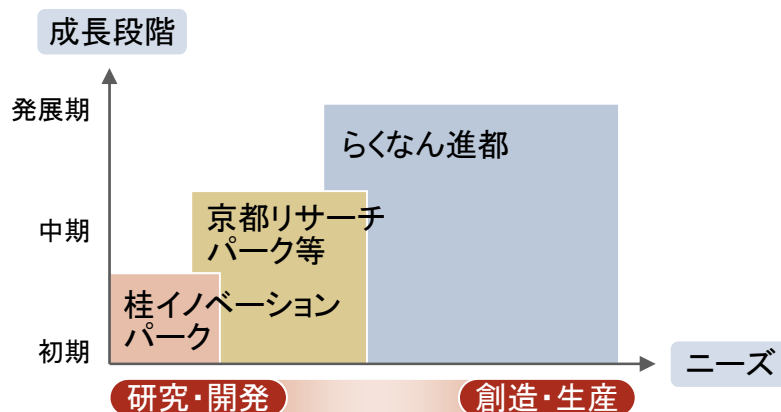 成長段階
発展期
らくなん進都
京都リサーチ
パーク等
中期
桂イノベーション
パーク
初期
ニーズ
研究・開発
創造・生産